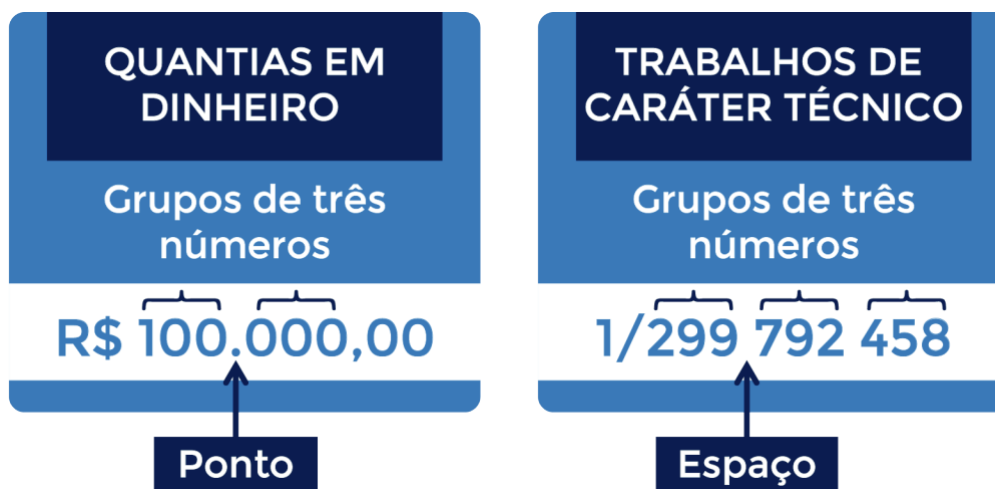 QUANTIAS EM
DINHEIRO
Grupos de três
números
R$ 100.000,00
Ponto
TRABALHOS DE
CARÁTER TÉCNICO
Grupos de três
números
1/299 792 458
Espaço